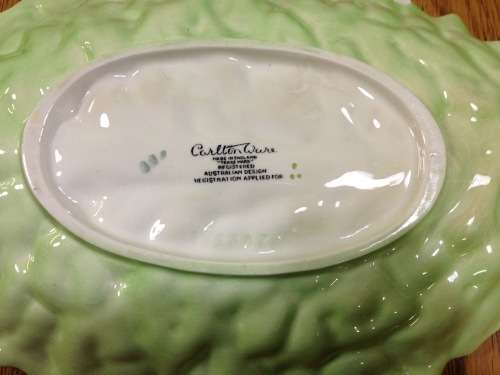 Carlton Ware
MADE IN ENGLAND
"TRADE MARK"
REGISTERED
AUSTRALIAN DESIGN
REGISTRATION APPLIED FOR